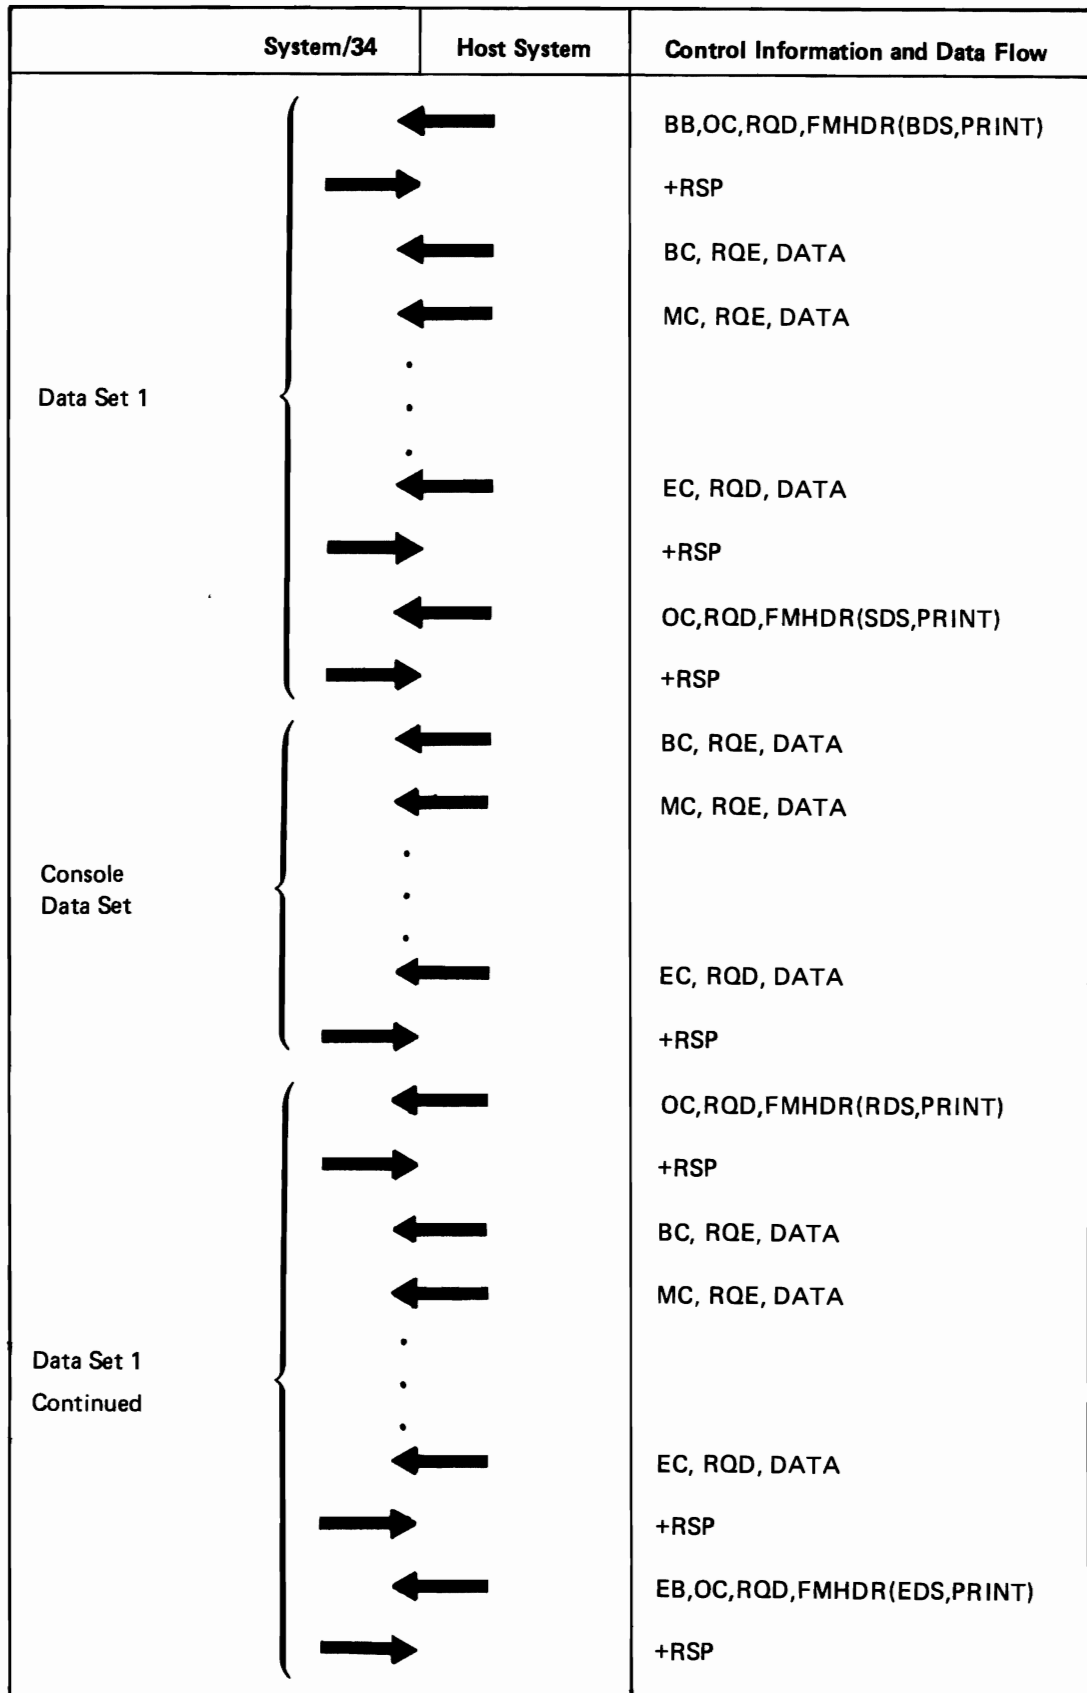 System/34 Host System Control Information and Data Flow
BB,OC,RQD,FMHDR(BDS,PRINT)
+RSP
BC, RQE, DATA
MC, RQE, DATA
Data Set 1
EC, RQD, DATA
+RSP
OC,RQD,FMHDR(SDS,PRINT)
+RSP
BC, RQE, DATA
MC, RQE, DATA
Console
Data Set
EC, RQD, DATA
+RSP
OC,RQD,FMHDR(RDS,PRINT)
+RSP
BC, RQE, DATA
MC, RQE, DATA
Data Set 1
Continued
EC, RQD, DATA
+RSP
EB,OC,RQD,FMHDR(EDS,PRINT)
+RSP